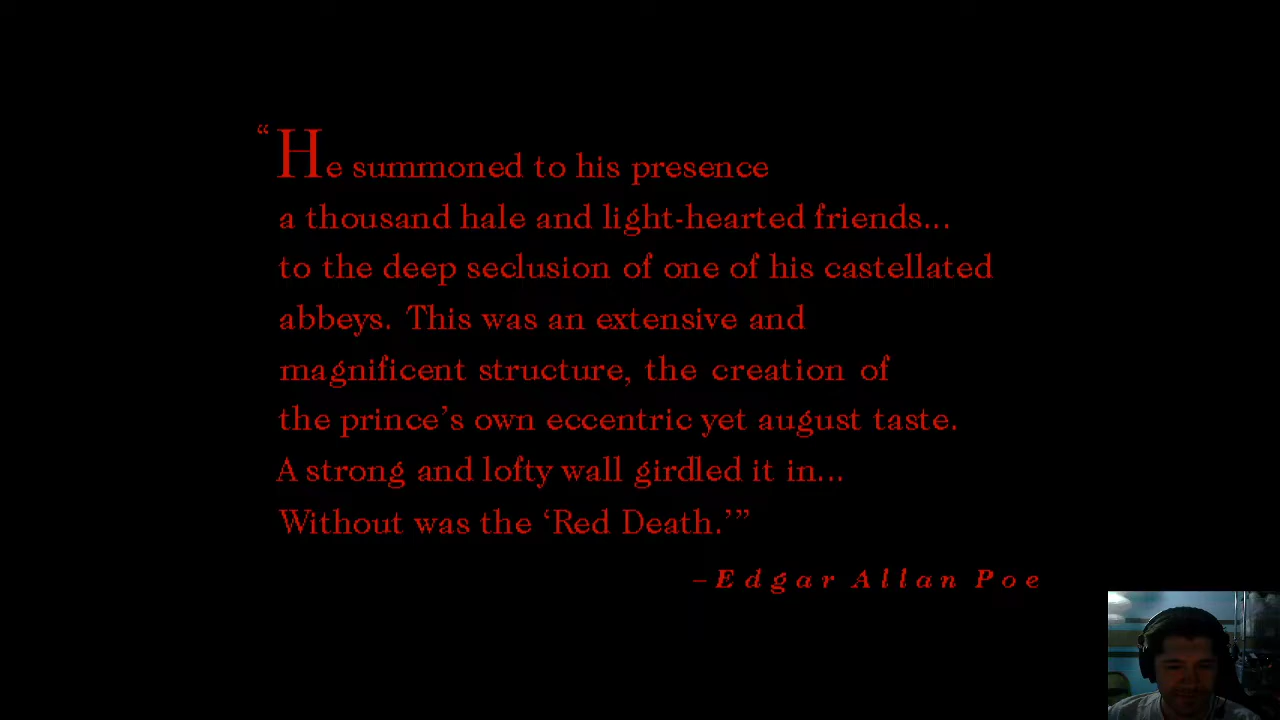 “He summoned to his presence
a thousand hale and light-hearted friends...
to the deep seclusion of one of his castellated
abbeys. This was an extensive and
magnificent structure, the creation of
the prince’s own eccentric yet august taste.
A strong and lofty wall girdled it in...
Without was the ‘Red Death.’”
–Edgar Allan Poe